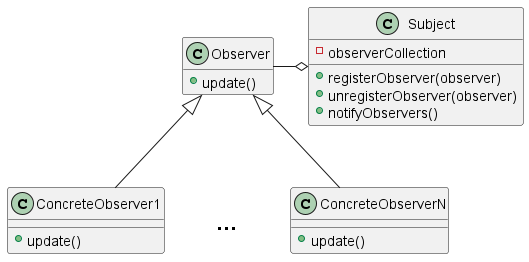 C Subject
observerCollection
registerObserver(observer)
unregisterObserver(observer)
notifyObservers()
C Observer
update()
C ConcreteObserver1
update()
...
C ConcreteObserverN
update()